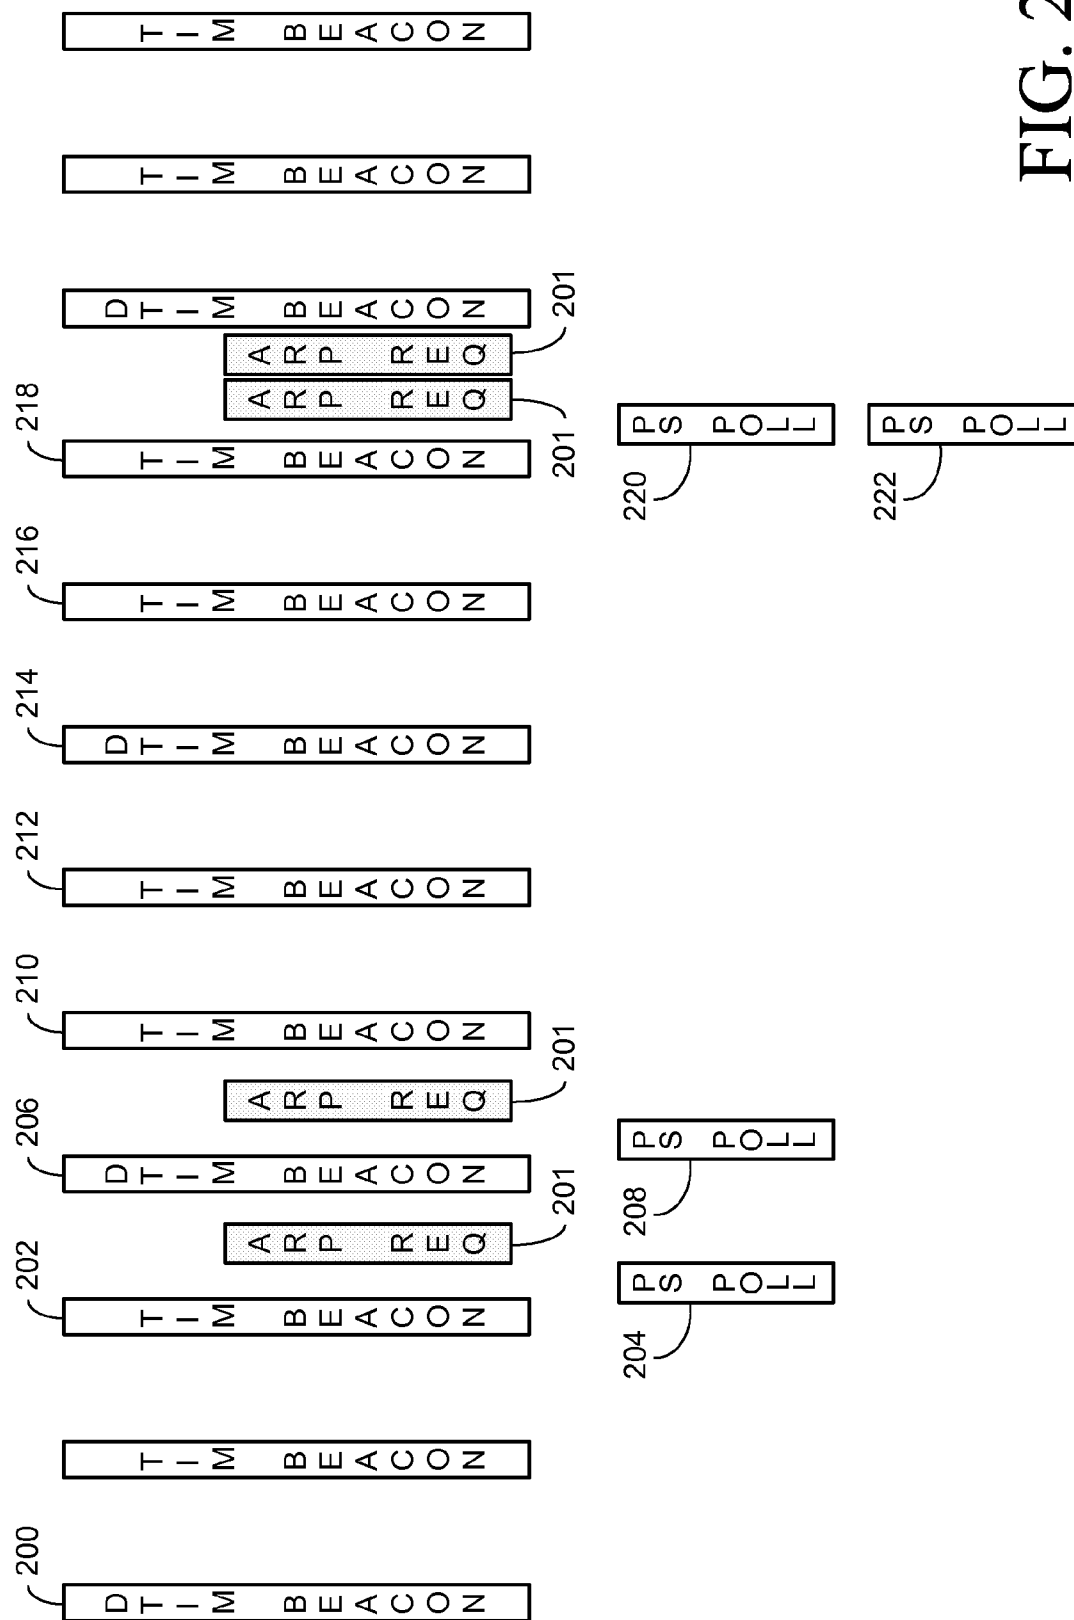 200
202
206
210
212
214
216
218
DTIM BEACON
TIM BEACON
TIM BEACON
ARP REQ
DTIM BEACON
ARP REQ
TIM BEACON
TIM BEACON
DTIM BEACON
TIM BEACON
TIM BEACON
ARP REQ
ARP REQ
DTIM BEACON
TIM BEACON
TIM BEACON
201
201
201
201
204
PS POLL
208
PS POLL
220
PS POLL
222
PS POLL
FIG. 2